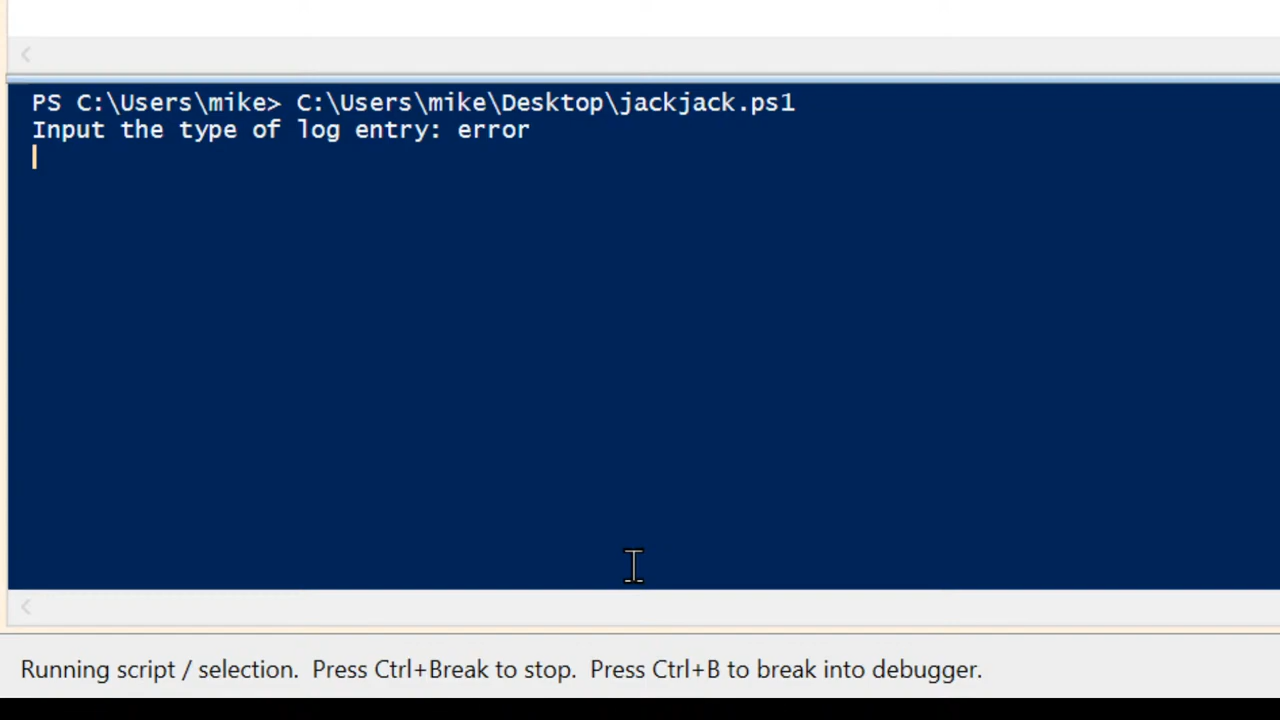 PS C:\Users\mike> C:\Users\mike\Desktop\jackjack.ps1
Input the type of log entry: error
Running script / selection.  Press Ctrl+Break to stop.  Press Ctrl+B to break into debugger.